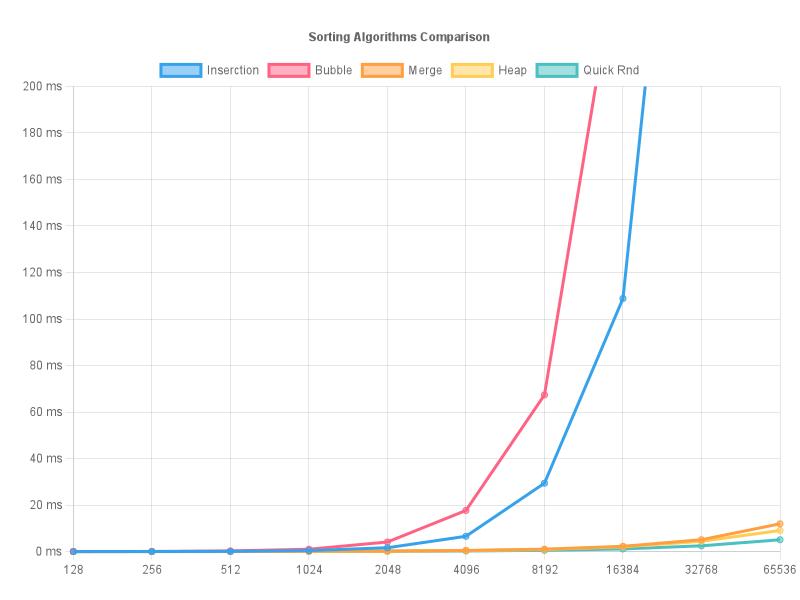 Sorting Algorithms Comparison
Inserction Bubble Merge Heap Quick Rnd
200 ms
180 ms
160 ms
140 ms
120 ms
100 ms
80 ms
60 ms
40 ms
20 ms
0 ms
128 256 512 1024 2048 4096 8192 16384 32768 65536